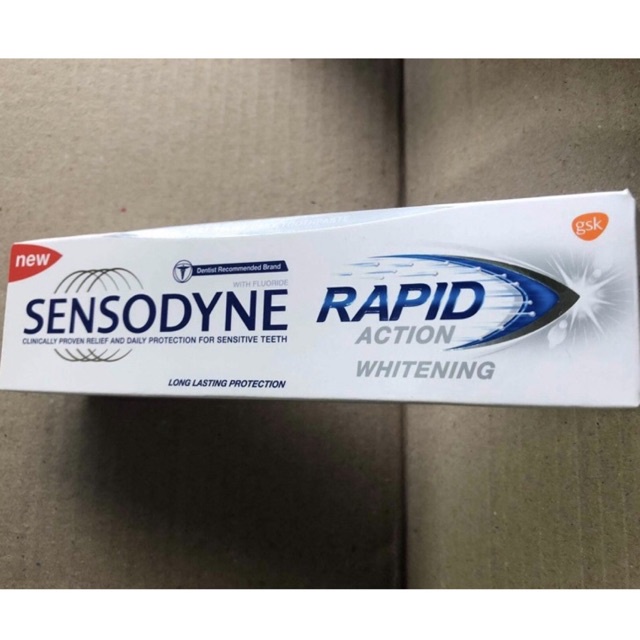 new
Dentist Recommended Brand
WITH FLUORIDE
SENSODYNE
CLINICALLY PROVEN RELIEF AND DAILY PROTECTION FOR SENSITIVE TEETH
LONG LASTING PROTECTION
RAPID
ACTION
WHITENING
gsk